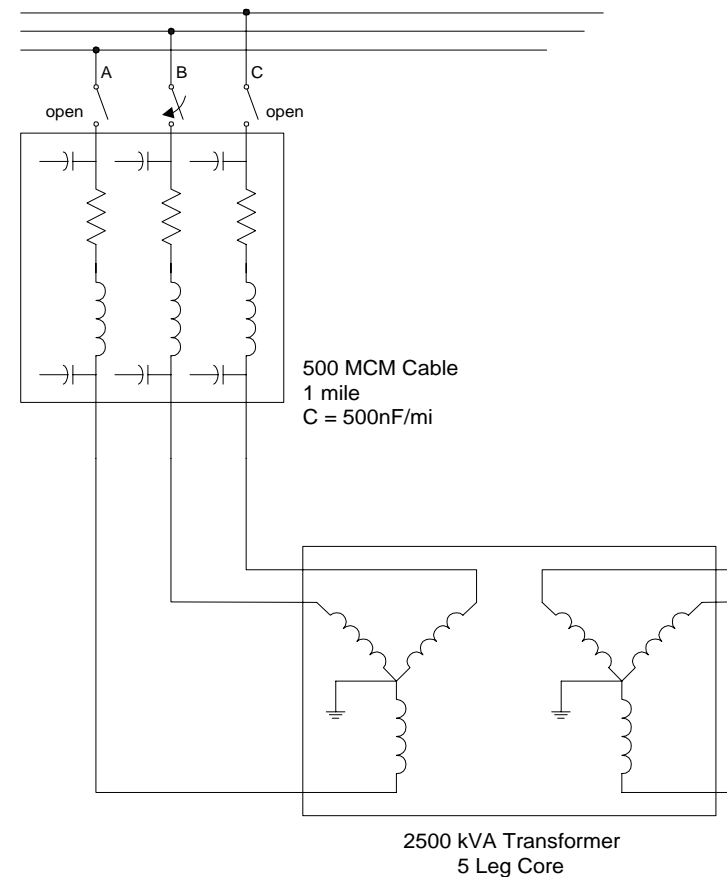 A B C
open open
500 MCM Cable
1 mile
C = 500nF/mi
2500 kVA Transformer
5 Leg Core